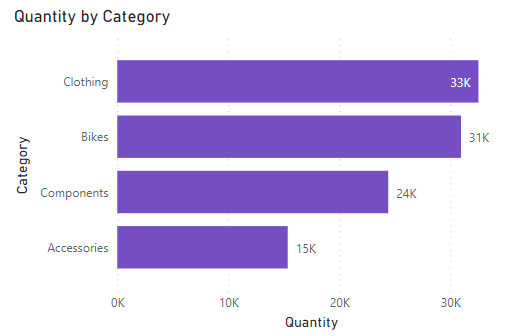 Quantity by Category
Category
Clothing 33K
Bikes 31K
Components 24K
Accessories 15K
0K 10K 20K 30K
Quantity